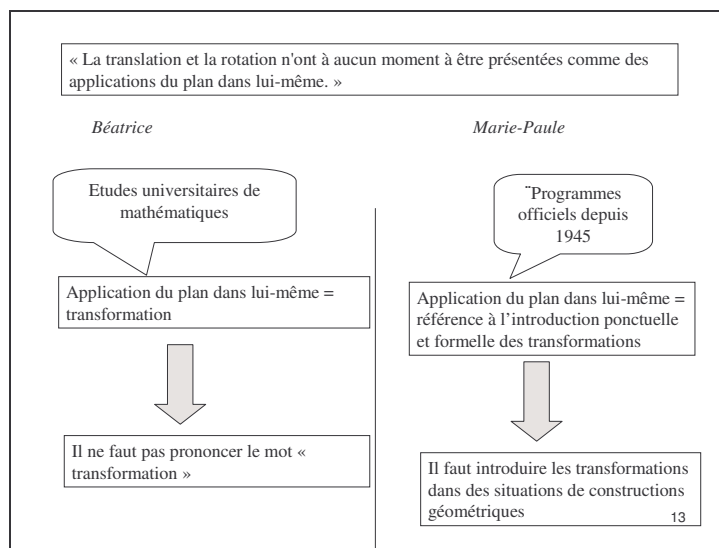 « La translation et la rotation n'ont à aucun moment à être présentées comme des
applications du plan dans lui-même. »
Béatrice
Marie-Paule
Etudes universitaires de
mathématiques
¨Programmes
officiels depuis
1945
Application du plan dans lui-même =
transformation
Application du plan dans lui-même =
référence à l’introduction ponctuelle
et formelle des transformations
Il ne faut pas prononcer le mot «
transformation »
Il faut introduire les transformations
dans des situations de constructions
géométriques
13